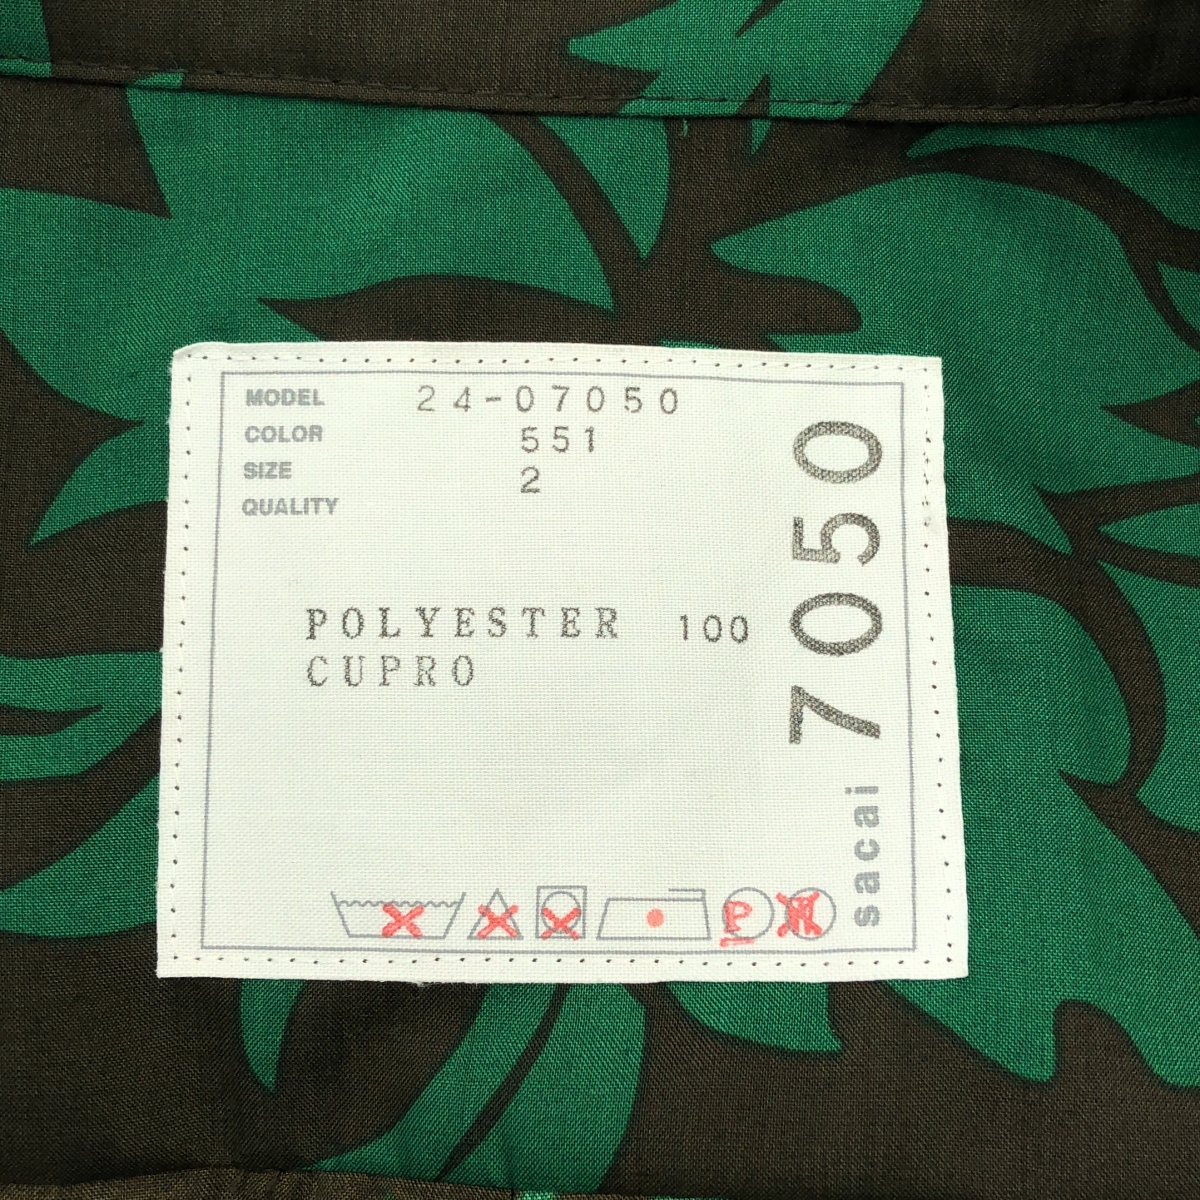 MODEL 24-07050
COLOR 551
SIZE 2
QUALITY
POLYESTER 100
CUPRO
sacai 7050
P
W